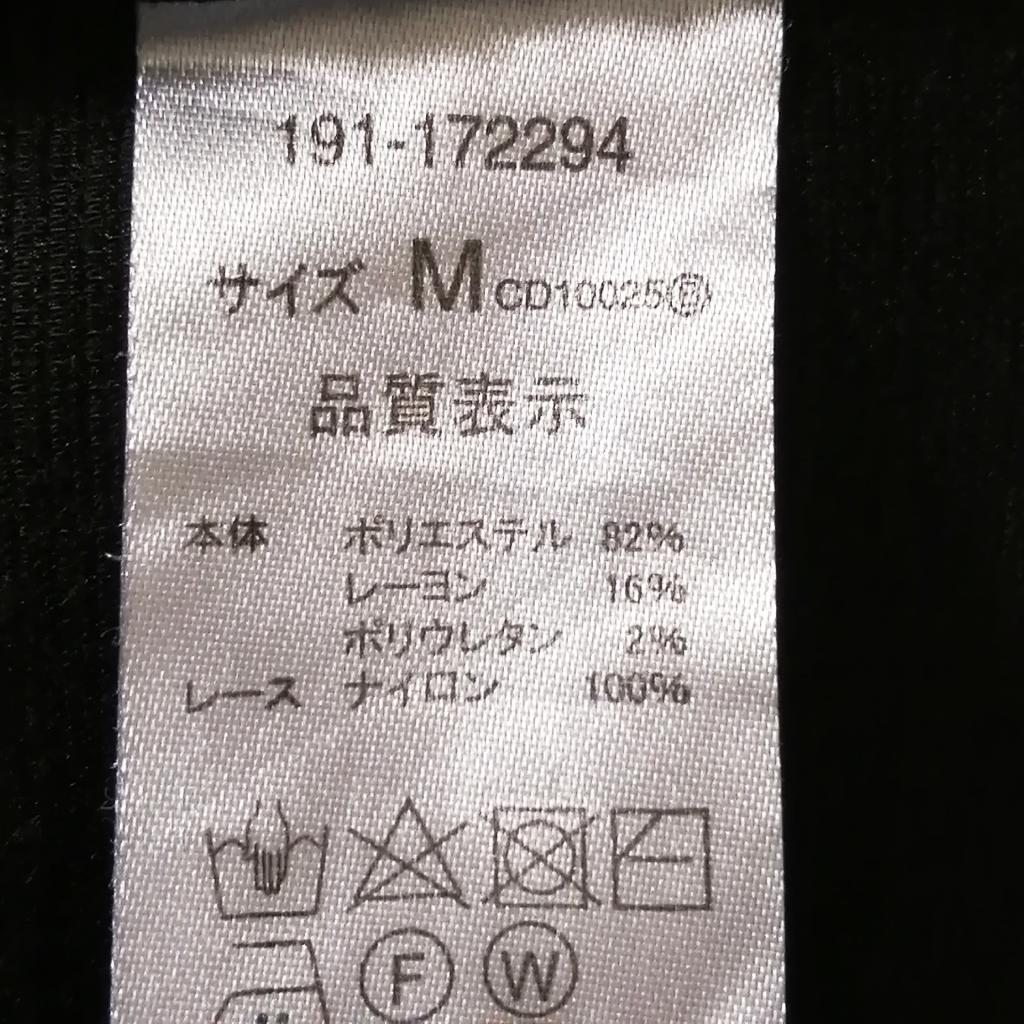 191-172294
サイズ M CD10025Ⓔ
品質表示
本体 ポリエステル 82%
レーヨン 16%
ポリウレタン 2%
レース ナイロン 100%
F W